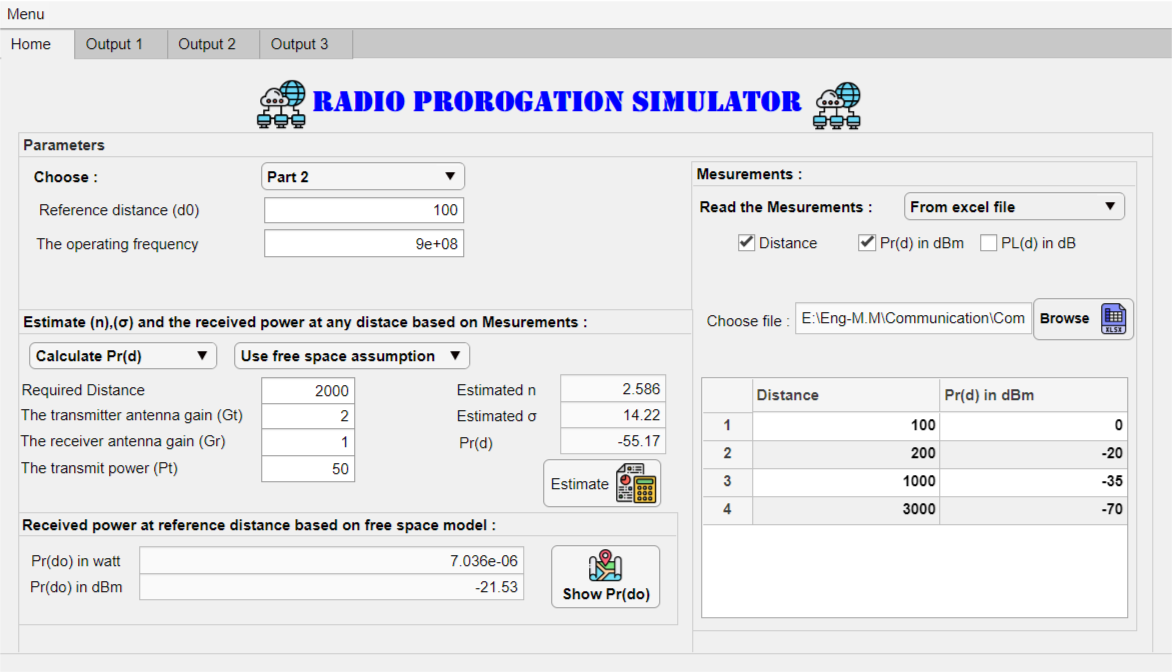 Menu
Home Output 1 Output 2 Output 3
RADIO PROROGATION SIMULATOR
Parameters
Choose : Part 2
Reference distance (d0) 100
The operating frequency 9e+08
Mesurements :
Read the Mesurements : From excel file
Distance Pr(d) in dBm PL(d) in dB
Choose file : E:\Eng-M.M\Communication\Com Browse XLSX
Distance Pr(d) in dBm
1 100 0
2 200 -20
3 1000 -35
4 3000 -70
Estimate (n),(σ) and the received power at any distace based on Mesurements :
Calculate Pr(d) Use free space assumption
Required Distance 2000
The transmitter antenna gain (Gt) 2
The receiver antenna gain (Gr) 1
The transmit power (Pt) 50
Estimated n 2.586
Estimated σ 14.22
Pr(d) -55.17
Estimate
Received power at reference distance based on free space model :
Pr(do) in watt 7.036e-06
Pr(do) in dBm -21.53
Show Pr(do)